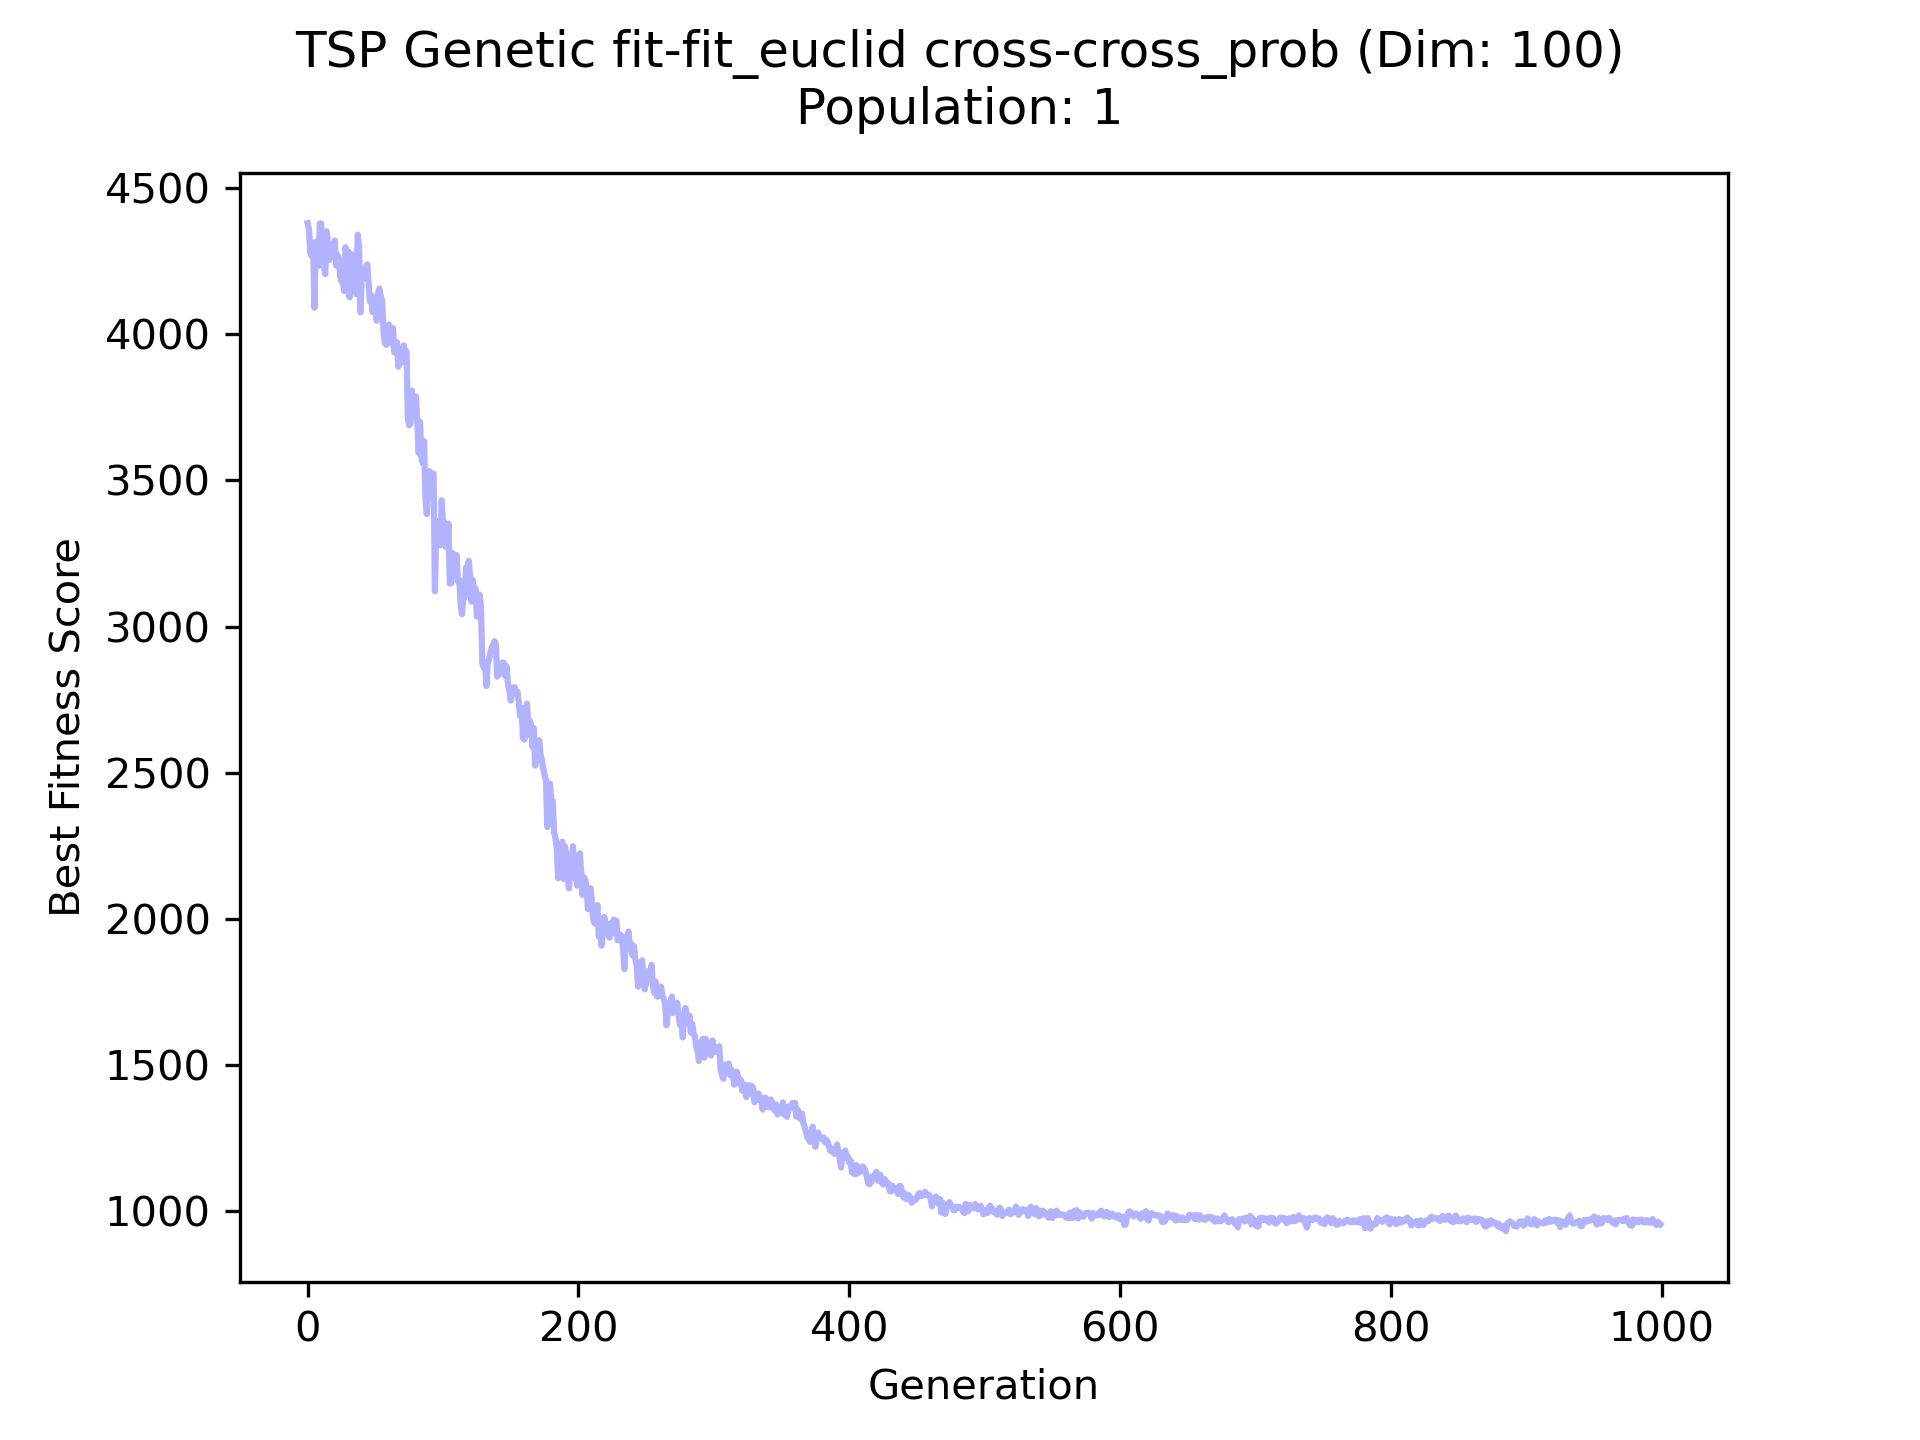 TSP Genetic fit-fit_euclid cross-cross_prob (Dim: 100)
Population: 1
4500
4000
3500
3000
2500
2000
1500
1000
Best Fitness Score
0 200 400 600 800 1000
Generation